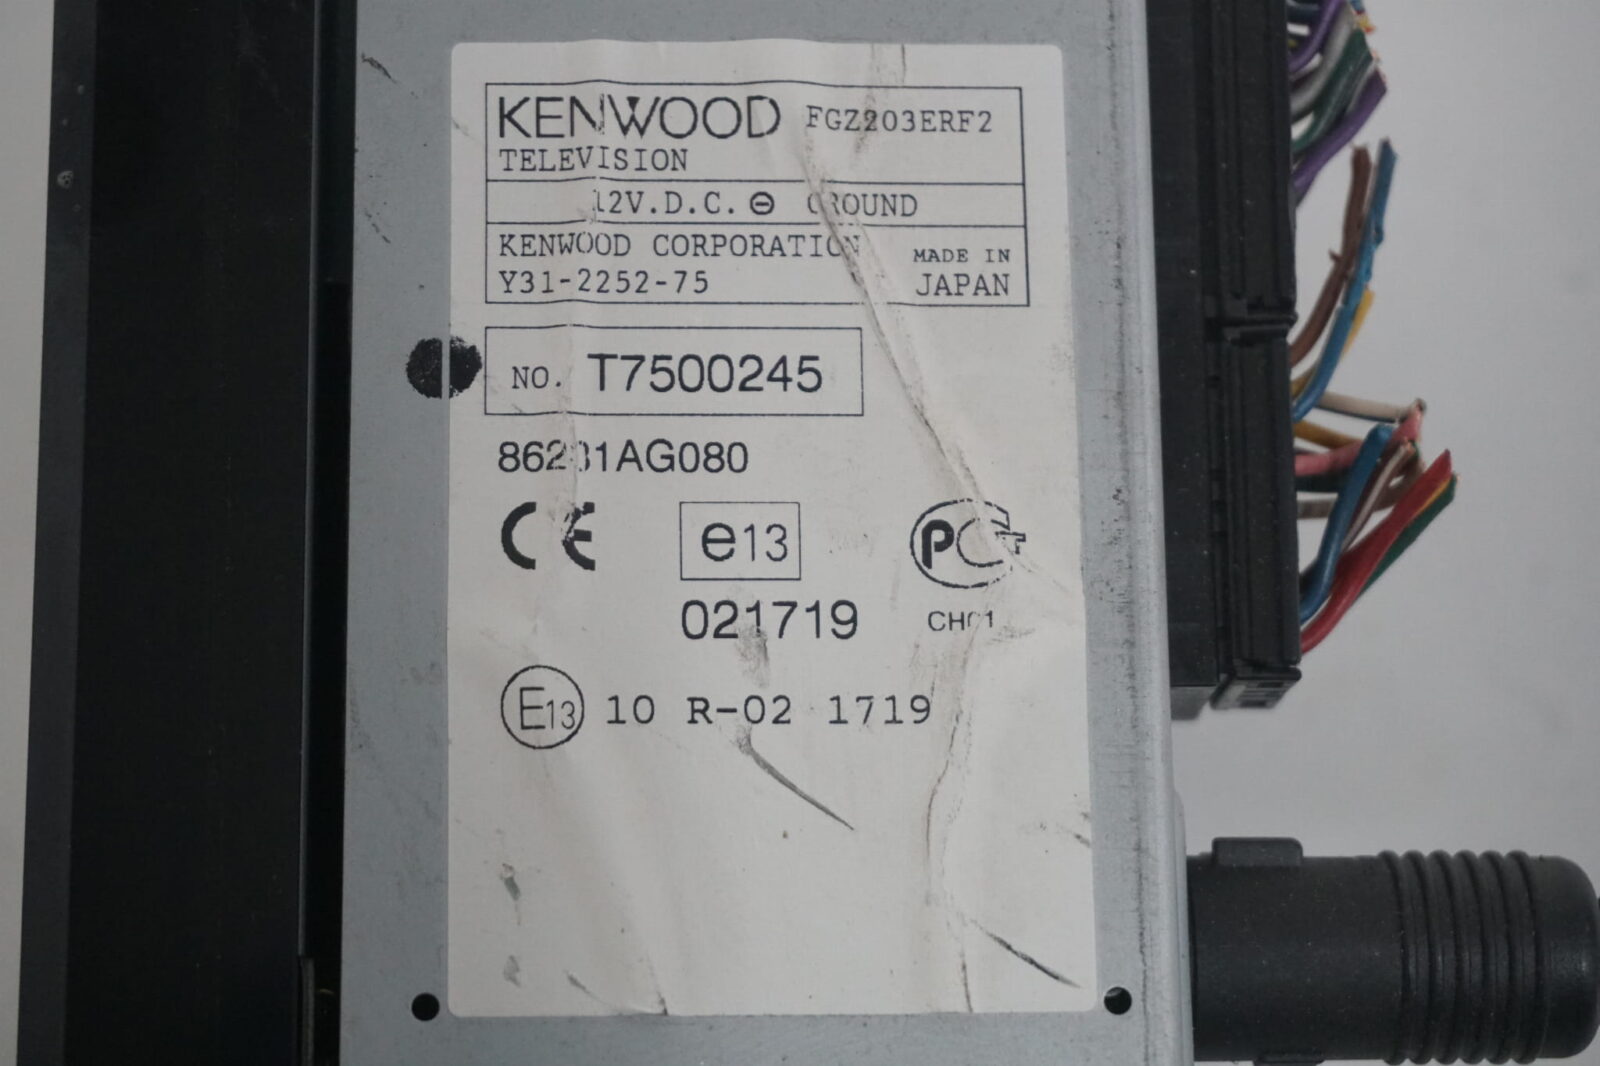 KENWOOD FGZ203ERF2
TELEVISION
12V.D.C. ⊖ GROUND
KENWOOD CORPORATION MADE IN
Y31-2252-75 JAPAN
NO. T7500245
86201AG080
CE e13 PCT
021719 CH01
E13 10 R-02 1719